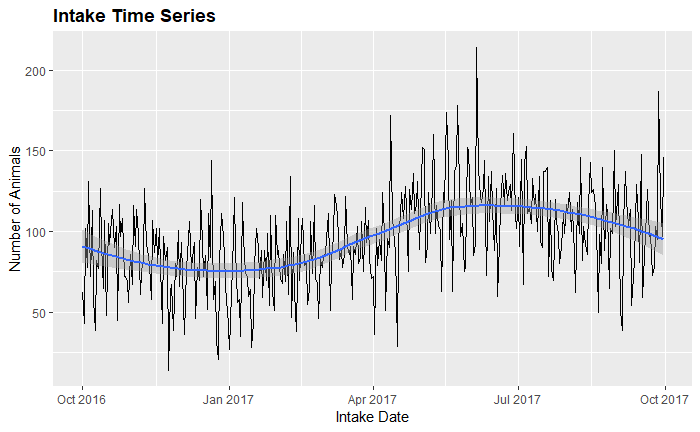 Intake Time Series
Number of Animals
200
150
100
50
Oct 2016
Jan 2017
Apr 2017
Jul 2017
Oct 2017
Intake Date